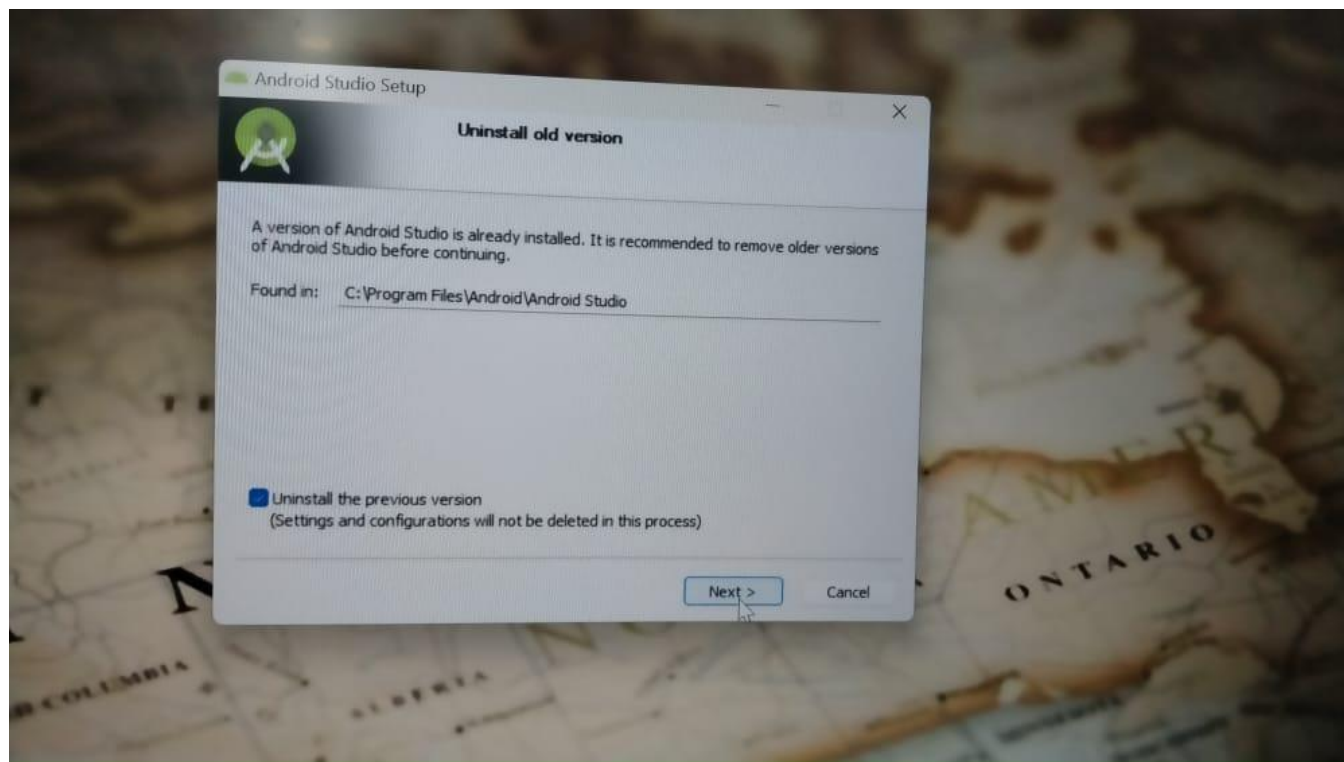 Android Studio Setup
Uninstall old version
A version of Android Studio is already installed. It is recommended to remove older versions
of Android Studio before continuing.
Found in: C:\Program Files\Android\Android Studio
Uninstall the previous version
(Settings and configurations will not be deleted in this process)
Next > Cancel
ONTARIO
COLUMBIA
ALBERTA